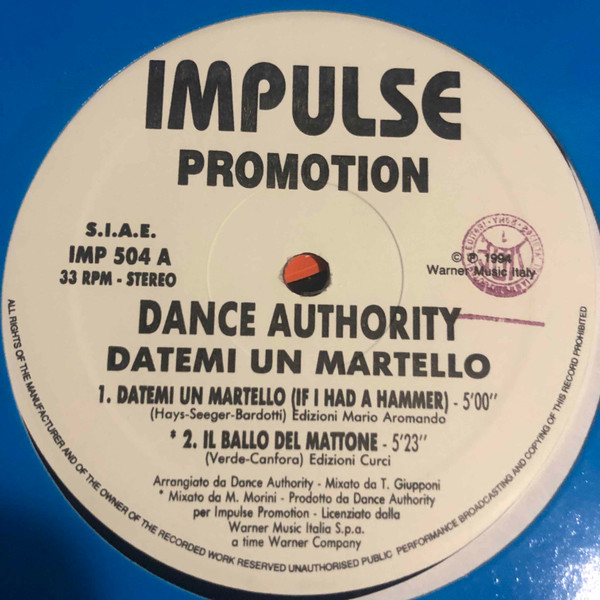 IMPULSE
PROMOTION
S.I.A.E.
IMP 504 A
33 RPM - STEREO
© ℗ 1994
Warner Music Italy
DANCE AUTHORITY
DATEMI UN MARTELLO
1. DATEMI UN MARTELLO (IF I HAD A HAMMER) - 5'00"
(Hays-Seeger-Bardotti) Edizioni Mario Aromando
* 2. IL BALLO DEL MATTONE - 5'23"
(Verde-Canfora) Edizioni Curci
Arrangiato da Dance Authority - Mixato da T. Giupponi
* Mixato da M. Morini - Prodotto da Dance Authority
per Impulse Promotion - Licenziato dalla
Warner Music Italia S.p.a.
a time Warner Company
ALL RIGHTS OF THE MANUFACTURER AND OF THE OWNER OF THE RECORDED WORK RESERVED UNAUTHORISED PUBLIC PERFORMANCE BROADCASTING AND COPYING OF THIS RECORD PROHIBITED